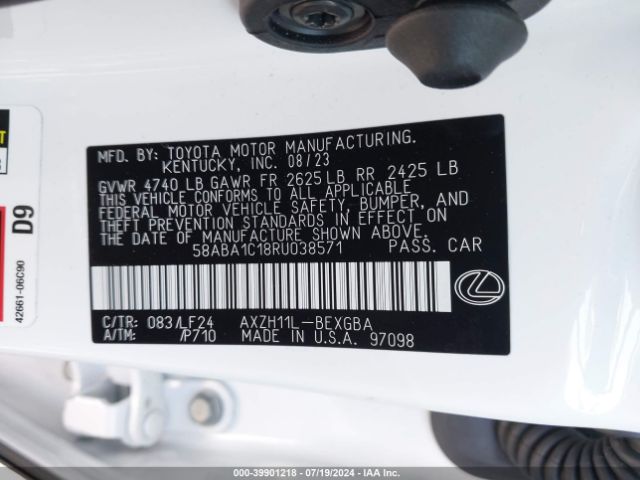 MFD. BY: TOYOTA MOTOR MANUFACTURING.
KENTUCKY, INC. 08/23
GVWR 4740 LB GAWR FR 2625 LB RR 2425 LB
THIS VEHICLE CONFORMS TO ALL APPLICABLE
FEDERAL MOTOR VEHICLE SAFETY, BUMPER, AND
THEFT PREVENTION STANDARDS IN EFFECT ON
THE DATE OF MANUFACTURE SHOWN ABOVE.
58ABA1C18RU038571 PASS. CAR
C/TR: 083/LF24 AXZH11L-BEXGBA
A/TM: /P710 MADE IN U.S.A. 97098
D9
42661-06C90
000-39901218 - 07/19/2024 - IAA Inc.